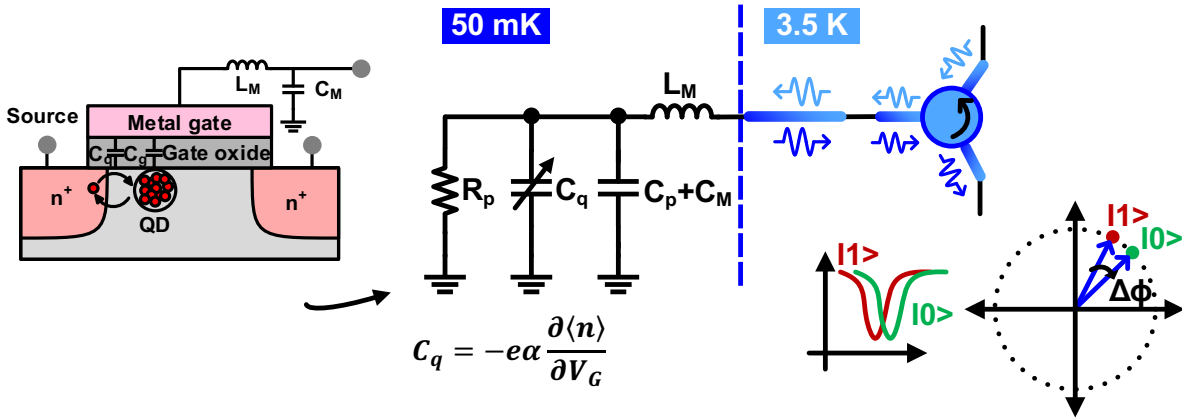 50 mK
3.5 K
L_M
C_M
Source
Metal gate
C_q C_g Gate oxide
n⁺
QD
n⁺
L_M
R_p
C_q
C_p+C_M
|1>
|0>
|1>
|0>
Δϕ
C_q = −eα ∂⟨n⟩/∂V_G